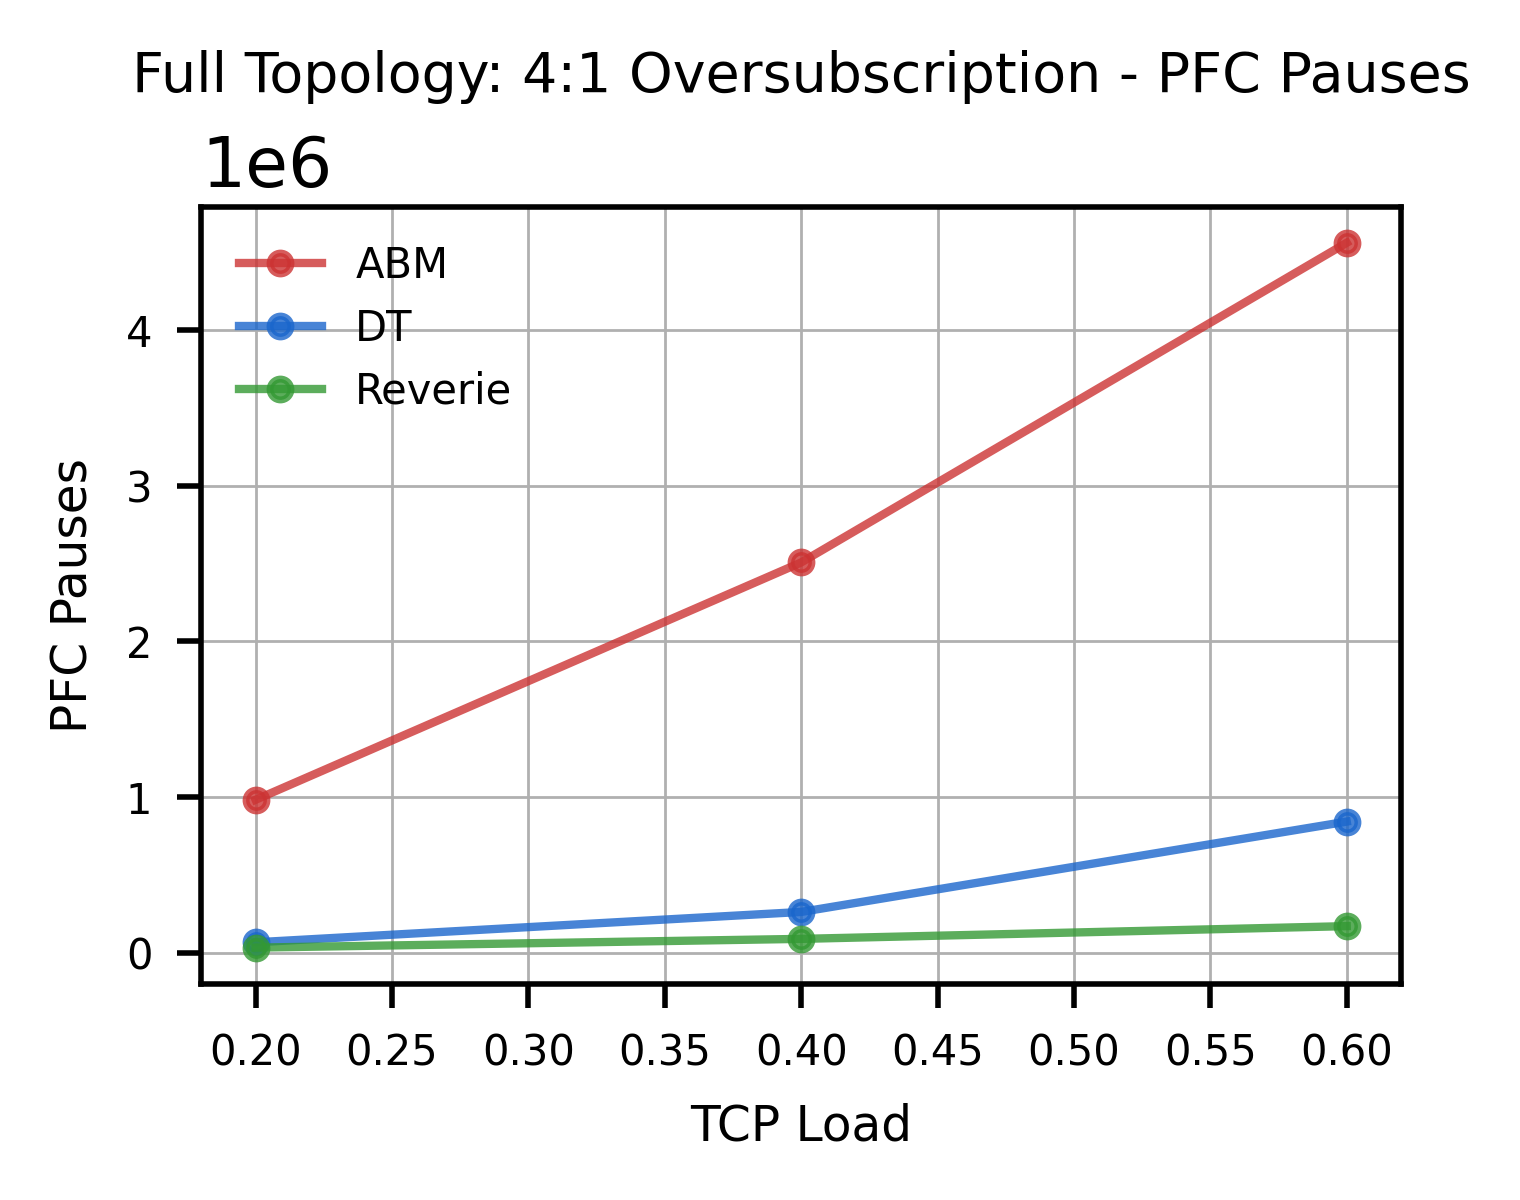 Full Topology: 4:1 Oversubscription - PFC Pauses
1e6
ABM
DT
Reverie
PFC Pauses
4
3
2
1
0
0.20 0.25 0.30 0.35 0.40 0.45 0.50 0.55 0.60
TCP Load